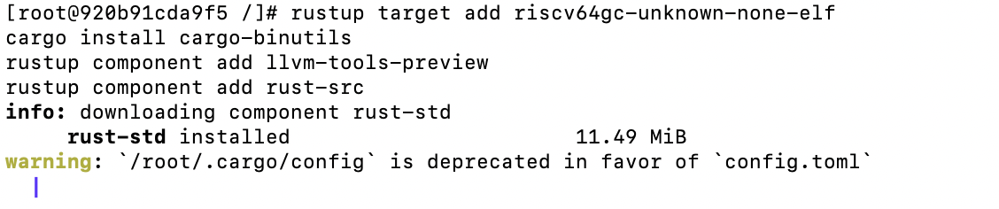 [root@920b91cda9f5 /]# rustup target add riscv64gc-unknown-none-elf
cargo install cargo-binutils
rustup component add llvm-tools-preview
rustup component add rust-src
info: downloading component rust-std
rust-std installed 11.49 MiB
warning: `/root/.cargo/config` is deprecated in favor of `config.toml`
|